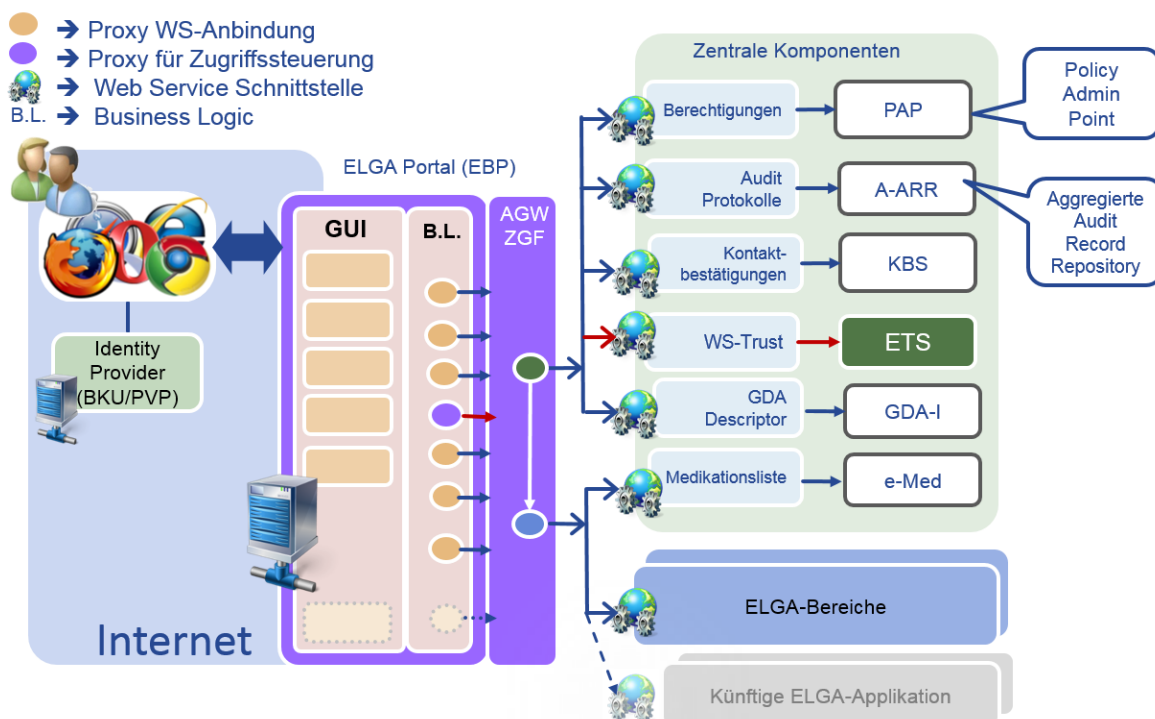 ➔ Proxy WS-Anbindung
➔ Proxy für Zugriffssteuerung
➔ Web Service Schnittstelle
B.L. ➔ Business Logic
ELGA Portal (EBP)
GUI
B.L.
AGW
ZGF
Identity
Provider
(BKU/PVP)
Internet
Zentrale Komponenten
Berechtigungen
PAP
Policy
Admin
Point
Audit
Protokolle
A-ARR
Aggregierte
Audit
Record
Repository
Kontakt-
bestätigungen
KBS
WS-Trust
ETS
GDA
Descriptor
GDA-I
Medikationsliste
e-Med
ELGA-Bereiche
Künftige ELGA-Applikation